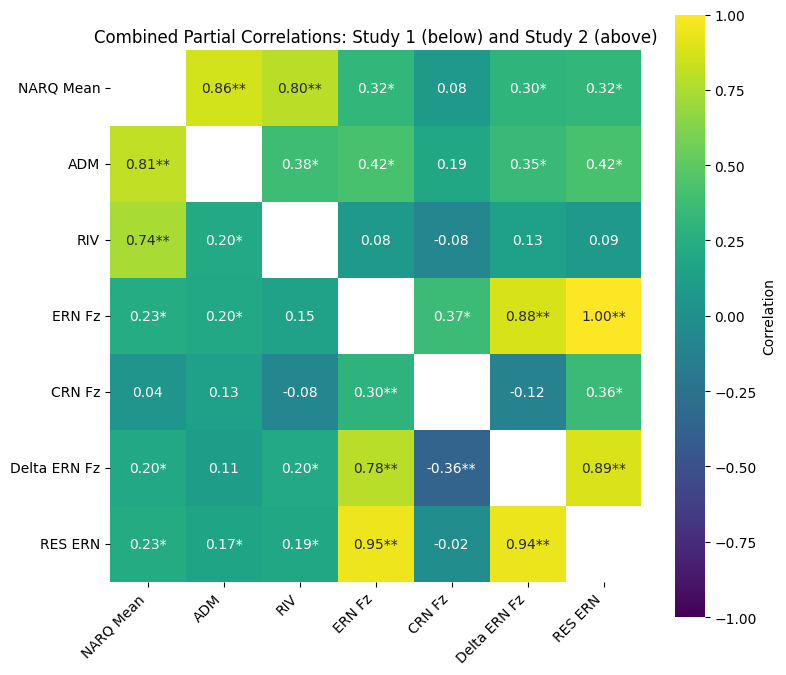 Combined Partial Correlations: Study 1 (below) and Study 2 (above)
NARQ Mean 0.86** 0.80** 0.32* 0.08 0.30* 0.32*
ADM 0.81** 0.38* 0.42* 0.19 0.35* 0.42*
RIV 0.74** 0.20* 0.08 -0.08 0.13 0.09
ERN Fz 0.23* 0.20* 0.15 0.37* 0.88** 1.00**
CRN Fz 0.04 0.13 -0.08 0.30** -0.12 0.36*
Delta ERN Fz 0.20* 0.11 0.20* 0.78** -0.36** 0.89**
RES ERN 0.23* 0.17* 0.19* 0.95** -0.02 0.94**
NARQ Mean
ADM
RIV
ERN Fz
CRN Fz
Delta ERN Fz
RES ERN
1.00
0.75
0.50
0.25
0.00
−0.25
−0.50
−0.75
−1.00
Correlation